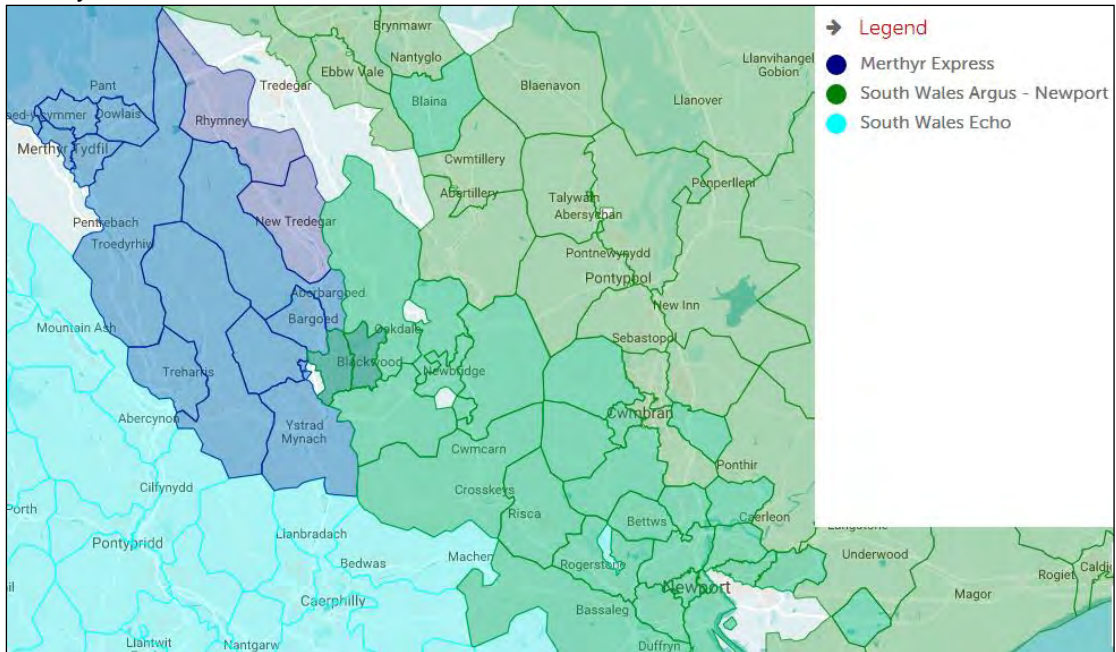 Legend
Merthyr Express
South Wales Argus - Newport
South Wales Echo
Brynmawr
Nantyglo
Ebbw Vale
Tredegar
Blaina
Blaenavon
Llanvihangel
Gobion
Llanover
Pant
Dowlais
Merthyr Tydfil
Rhymney
Cwmtillery
Abertillery
Talywain
Abersychan
Penperlleni
Pentrebach
Troedyrhiw
New Tredegar
Pontnewynydd
Pontypool
New Inn
Sebastopol
Aberbargoed
Bargoed
Oakdale
Mountain Ash
Treharris
Blackwood
Newbridge
Abercynon
Ystrad
Mynach
Cwmbran
Cwmcarn
Ponthir
Cilfynydd
Crosskeys
Risca
Bettws
Caerleon
Porth
Pontypridd
Llanbradach
Bedwas
Machen
Rogerstone
Underwood
Rogiet
Magor
Newport
Caerphilly
Bassaleg
Llantwit
Nantgarw
Duffryn